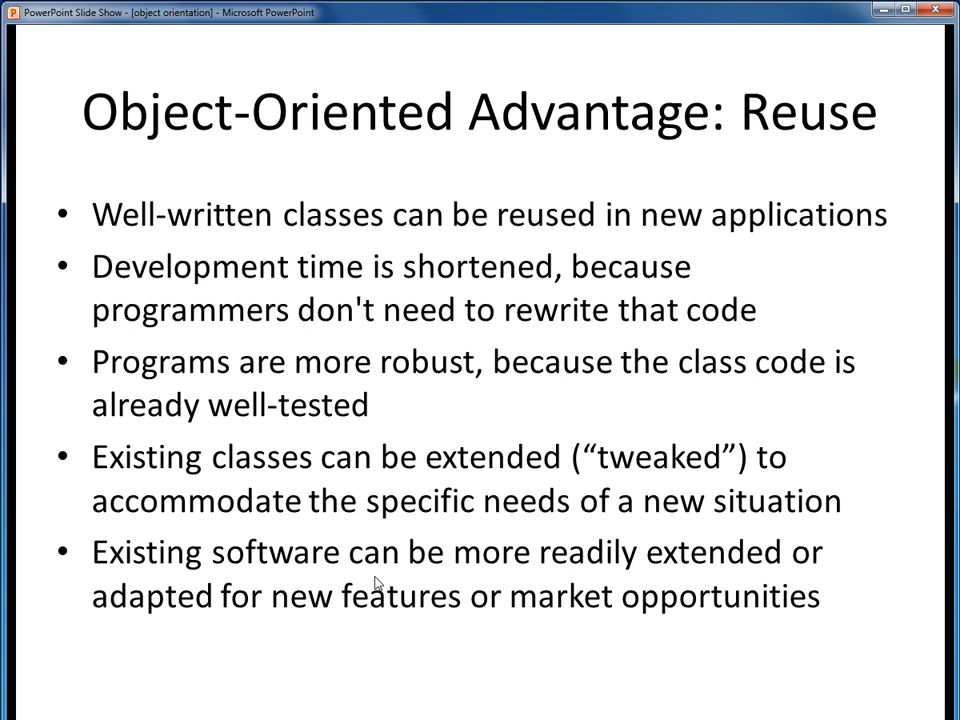 PowerPoint Slide Show - [object orientation] - Microsoft PowerPoint
Object-Oriented Advantage: Reuse
• Well-written classes can be reused in new applications
• Development time is shortened, because
programmers don't need to rewrite that code
• Programs are more robust, because the class code is
already well-tested
• Existing classes can be extended (“tweaked”) to
accommodate the specific needs of a new situation
• Existing software can be more readily extended or
adapted for new features or market opportunities